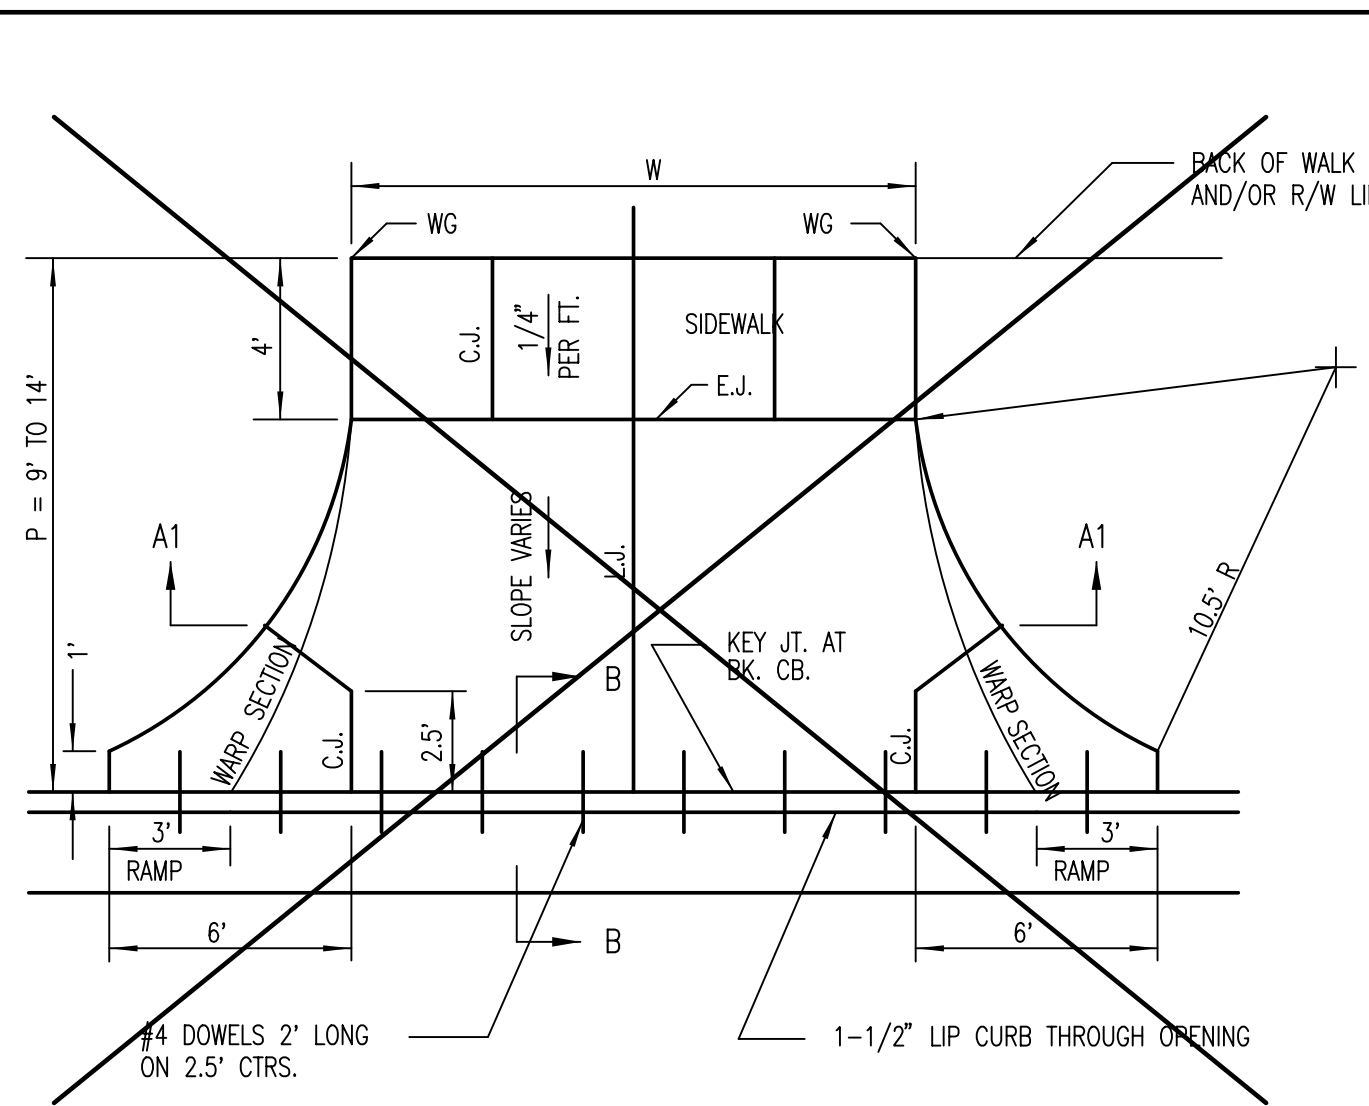 W
BACK OF WALK
AND/OR R/W
WG
WG
4'
C.J.
1/4"
PER FT.
SIDEWALK
E.J.
P = 9' TO 14'
A1
A1
SLOPE VARIES
L.J.
10.5' R
1'
WARP SECTION
C.J.
2.5'
B
KEY JT. AT
BK. CB.
C.J.
WARP SECTION
3'
RAMP
3'
RAMP
6'
B
6'
#4 DOWELS 2' LONG
ON 2.5' CTRS.
1-1/2" LIP CURB THROUGH OPENING